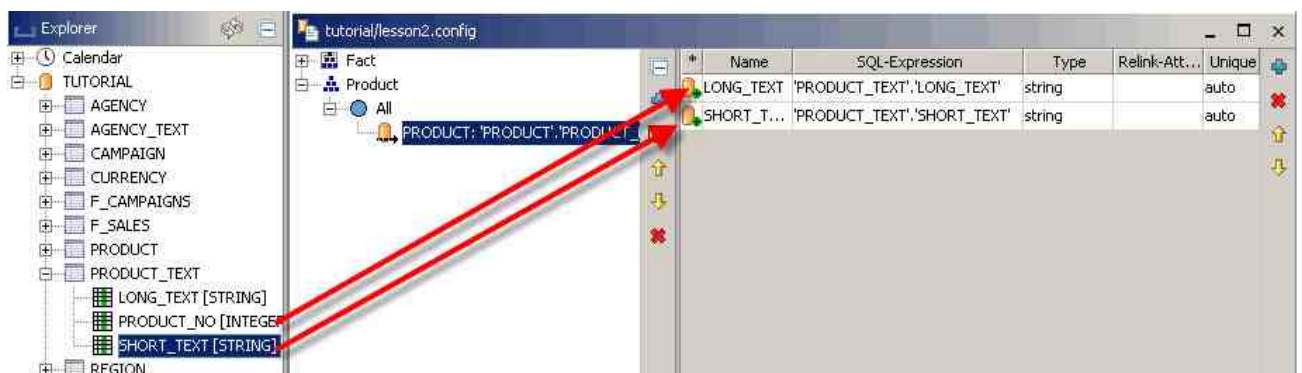 Explorer
Calendar
TUTORIAL
AGENCY
AGENCY_TEXT
CAMPAIGN
CURRENCY
F_CAMPAIGNS
F_SALES
PRODUCT
PRODUCT_TEXT
LONG_TEXT [STRING]
PRODUCT_NO [INTEGER
SHORT_TEXT [STRING]
REGION
tutorial/lesson2.config
Fact
Product
All
PRODUCT: 'PRODUCT'.'PRODUCT_
* Name SQL-Expression Type Relink-Att... Unique
LONG_TEXT 'PRODUCT_TEXT'.'LONG_TEXT' string auto
SHORT_T... 'PRODUCT_TEXT'.'SHORT_TEXT' string auto